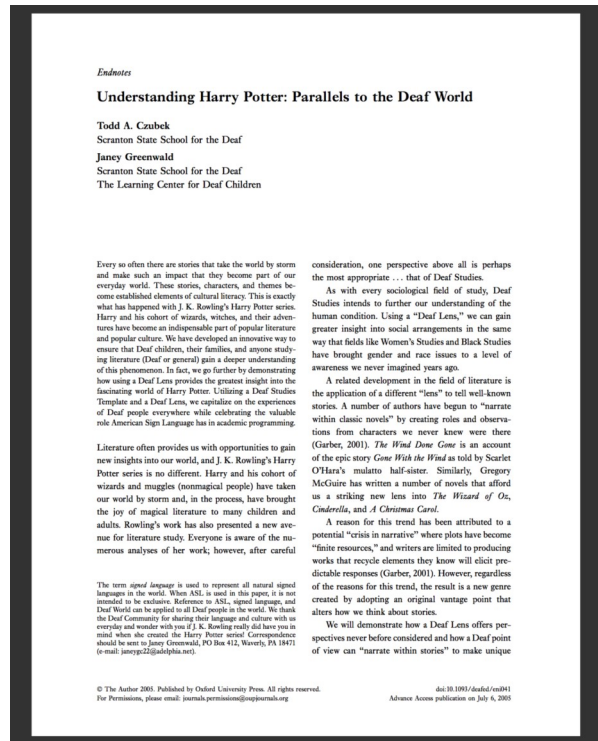 Endnotes
Understanding Harry Potter: Parallels to the Deaf World
Todd A. Czubek
Scranton State School for the Deaf
Janey Greenwald
Scranton State School for the Deaf
The Learning Center for Deaf Children
Every so often there are stories that take the world by storm
and make such an impact that they become part of our
everyday world. These stories, characters, and themes be-
come established elements of cultural literacy. This is exactly
what has happened with J. K. Rowling's Harry Potter series.
Harry and his cohort of wizards, witches, and their adven-
tures have become an indispensable part of popular literature
and popular culture. We have developed an innovative way to
ensure that Deaf children, their families, and anyone study-
ing literature (Deaf or general) gain a deeper understanding
of this phenomenon. In fact, we go further by demonstrating
how using a Deaf Lens provides the greatest insight into the
fascinating world of Harry Potter. Utilizing a Deaf Studies
Template and a Deaf Lens, we capitalize on the experiences
of Deaf people everywhere while celebrating the valuable
role American Sign Language has in academic programming.
Literature often provides us with opportunities to gain
new insights into our world, and J. K. Rowling's Harry
Potter series is no different. Harry and his cohort of
wizards and muggles (nonmagical people) have taken
our world by storm and, in the process, have brought
the joy of magical literature to many children and
adults. Rowling's work has also presented a new ave-
nue for literature study. Everyone is aware of the nu-
merous analyses of her work; however, after careful
The term signed language is used to represent all natural signed
languages in the world. When ASL is used in this paper, it is not
intended to be exclusive. Reference to ASL, signed language, and
Deaf World can be applied to all Deaf people in the world. We thank
the Deaf Community for sharing their language and culture with us
everyday and wonder with you if J. K. Rowling really did have you in
mind when she created the Harry Potter series! Correspondence
should be sent to Janey Greenwald, PO Box 412, Waverly, PA 18471
(e-mail: janeygc22@adelphia.net).
consideration, one perspective above all is perhaps
the most appropriate ... that of Deaf Studies.
As with every sociological field of study, Deaf
Studies intends to further our understanding of the
human condition. Using a "Deaf Lens," we can gain
greater insight into social arrangements in the same
way that fields like Women's Studies and Black Studies
have brought gender and race issues to a level of
awareness we never imagined years ago.
A related development in the field of literature is
the application of a different "lens" to tell well-known
stories. A number of authors have begun to "narrate
within classic novels" by creating roles and observa-
tions from characters we never knew were there
(Garber, 2001). The Wind Done Gone is an account
of the epic story Gone With the Wind as told by Scarlet
O'Hara's mulatto half-sister. Similarly, Gregory
McGuire has written a number of novels that afford
us a striking new lens into The Wizard of Oz,
Cinderella, and A Christmas Carol.
A reason for this trend has been attributed to a
potential "crisis in narrative" where plots have become
"finite resources," and writers are limited to producing
works that recycle elements they know will elicit pre-
dictable responses (Garber, 2001). However, regardless
of the reasons for this trend, the result is a new genre
created by adopting an original vantage point that
alters how we think about stories.
We will demonstrate how a Deaf Lens offers per-
spectives never before considered and how a Deaf point
of view can "narrate within stories" to make unique
© The Author 2005. Published by Oxford University Press. All rights reserved.
For Permissions, please email: journals.permissions@oupjournals.org
doi:10.1093/deafed/eni041
Advance Access publication on July 6, 2005